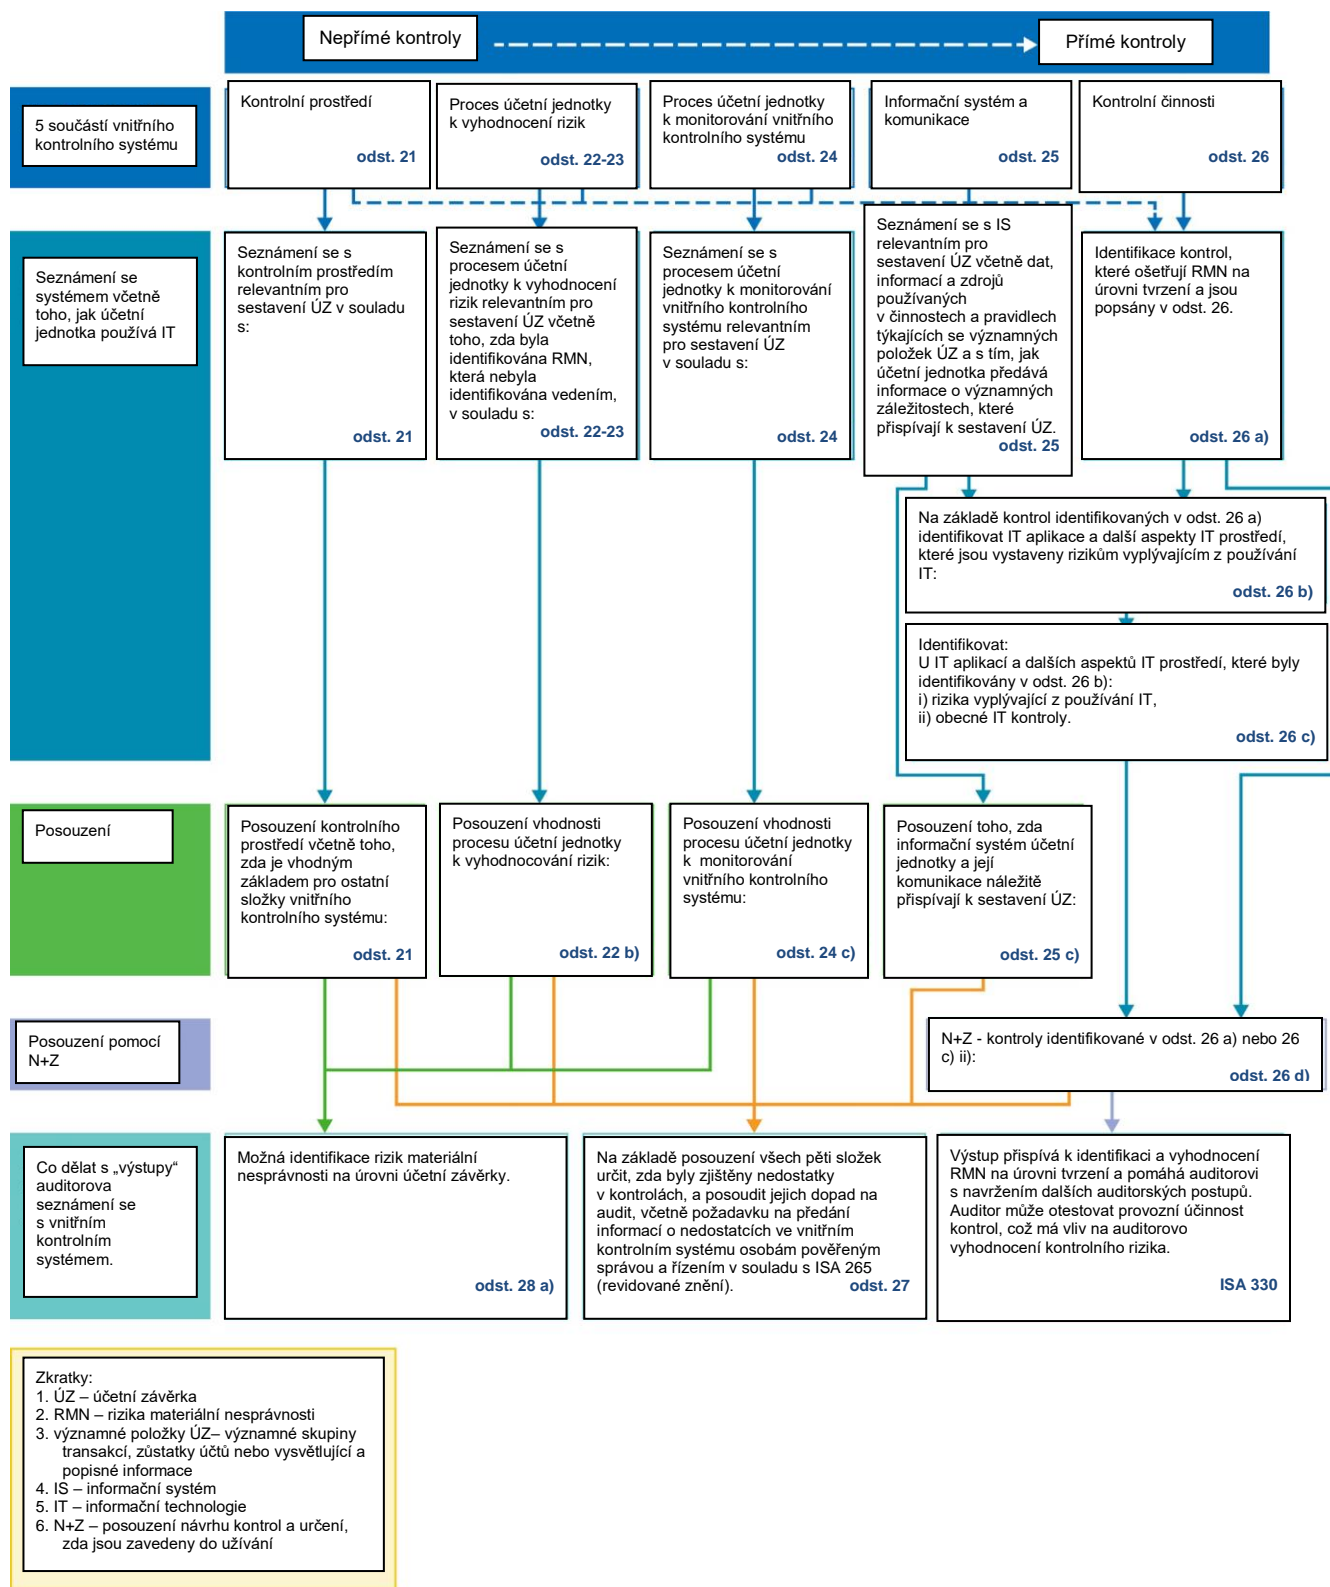 Nepřímé kontroly
Přímé kontroly
5 součástí vnitřního
kontrolního systému
Kontrolní prostředí
odst. 21
Proces účetní jednotky
k vyhodnocení rizik
odst. 22-23
Proces účetní jednotky
k monitorování vnitřního
kontrolního systému
odst. 24
Informační systém a
komunikace
odst. 25
Kontrolní činnosti
odst. 26
Seznámení se
systémem včetně
toho, jak účetní
jednotka používá IT
Seznámení se s
kontrolním prostředím
relevantním pro
sestavení ÚZ v souladu
s:
odst. 21
Seznámení se s
procesem účetní
jednotky k vyhodnocení
rizik relevantním pro
sestavení ÚZ včetně
toho, zda byla
identifikována RMN,
která nebyla
identifikována vedením,
v souladu s:
odst. 22-23
Seznámení se s
procesem účetní
jednotky k monitorování
vnitřního kontrolního
systému relevantním
pro sestavení ÚZ
v souladu s:
odst. 24
Seznámení se s IS
relevantním pro
sestavení ÚZ včetně dat,
informací a zdrojů
používaných
v činnostech a pravidlech
týkajících se významných
položek ÚZ a s tím, jak
účetní jednotka předává
informace o významných
záležitostech, které
přispívají k sestavení ÚZ.
odst. 25
Identifikace kontrol,
které ošetřují RMN na
úrovni tvrzení a jsou
popsány v odst. 26.
odst. 26 a)
Na základě kontrol identifikovaných v odst. 26 a)
identifikovat IT aplikace a další aspekty IT prostředí,
které jsou vystaveny rizikům vyplývajícím z používání
IT:
odst. 26 b)
Identifikovat:
U IT aplikací a dalších aspektů IT prostředí, které byly
identifikovány v odst. 26 b):
i) rizika vyplývající z používání IT,
ii) obecné IT kontroly.
odst. 26 c)
Posouzení
Posouzení kontrolního
prostředí včetně toho,
zda je vhodným
základem pro ostatní
složky vnitřního
kontrolního systému:
odst. 21
Posouzení vhodnosti
procesu účetní jednotky
k vyhodnocování rizik:
odst. 22 b)
Posouzení vhodnosti
procesu účetní jednotky
k monitorování
vnitřního kontrolního
systému:
odst. 24 c)
Posouzení toho, zda
informační systém účetní
jednotky a její
komunikace náležitě
přispívají k sestavení ÚZ:
odst. 25 c)
Posouzení pomocí
N+Z
N+Z - kontroly identifikované v odst. 26 a) nebo 26
c) ii):
odst. 26 d)
Co dělat s „výstupy“
auditorova
seznámení se
s vnitřním
kontrolním
systémem.
Možná identifikace rizik materiální
nesprávnosti na úrovni účetní závěrky.
odst. 28 a)
Na základě posouzení všech pěti složek
určit, zda byly zjištěny nedostatky
v kontrolách, a posoudit jejich dopad na
audit, včetně požadavku na předání
informací o nedostatcích ve vnitřním
kontrolním systému osobám pověřeným
správou a řízením v souladu s ISA 265
(revidované znění).
odst. 27
Výstup přispívá k identifikaci a vyhodnocení
RMN na úrovni tvrzení a pomáhá auditorovi
s navržením dalších auditorských postupů.
Auditor může otestovat provozní účinnost
kontrol, což má vliv na auditorovo
vyhodnocení kontrolního rizika.
ISA 330
Zkratky:
1. ÚZ – účetní závěrka
2. RMN – rizika materiální nesprávnosti
3. významné položky ÚZ– významné skupiny
transakcí, zůstatky účtů nebo vysvětlující a
popisné informace
4. IS – informační systém
5. IT – informační technologie
6. N+Z – posouzení návrhu kontrol a určení,
zda jsou zavedeny do užívání